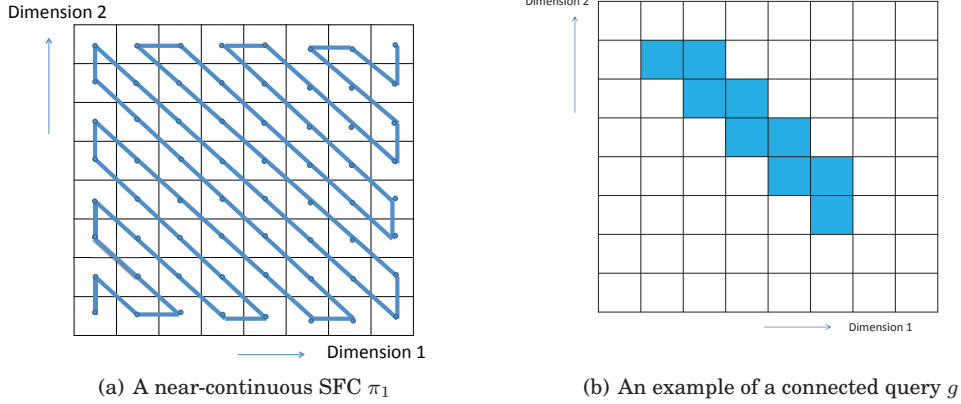 Dimension 2
Dimension 1
(a) A near-continuous SFC π₁
Dimension 2
Dimension 1
(b) An example of a connected query g